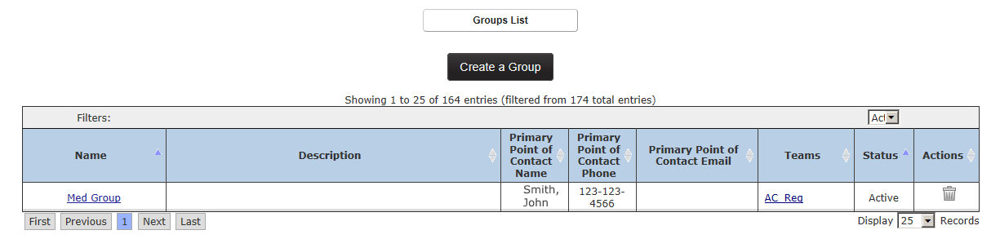 Groups List
Create a Group
Showing 1 to 25 of 164 entries (filtered from 174 total entries)
Filters:
Act
Name
Description
Primary Point of Contact Name
Primary Point of Contact Phone
Primary Point of Contact Email
Teams
Status
Actions
Med Group
Smith, John
123-123-4566
AC_Req
Active
First Previous 1 Next Last
Display 25 Records